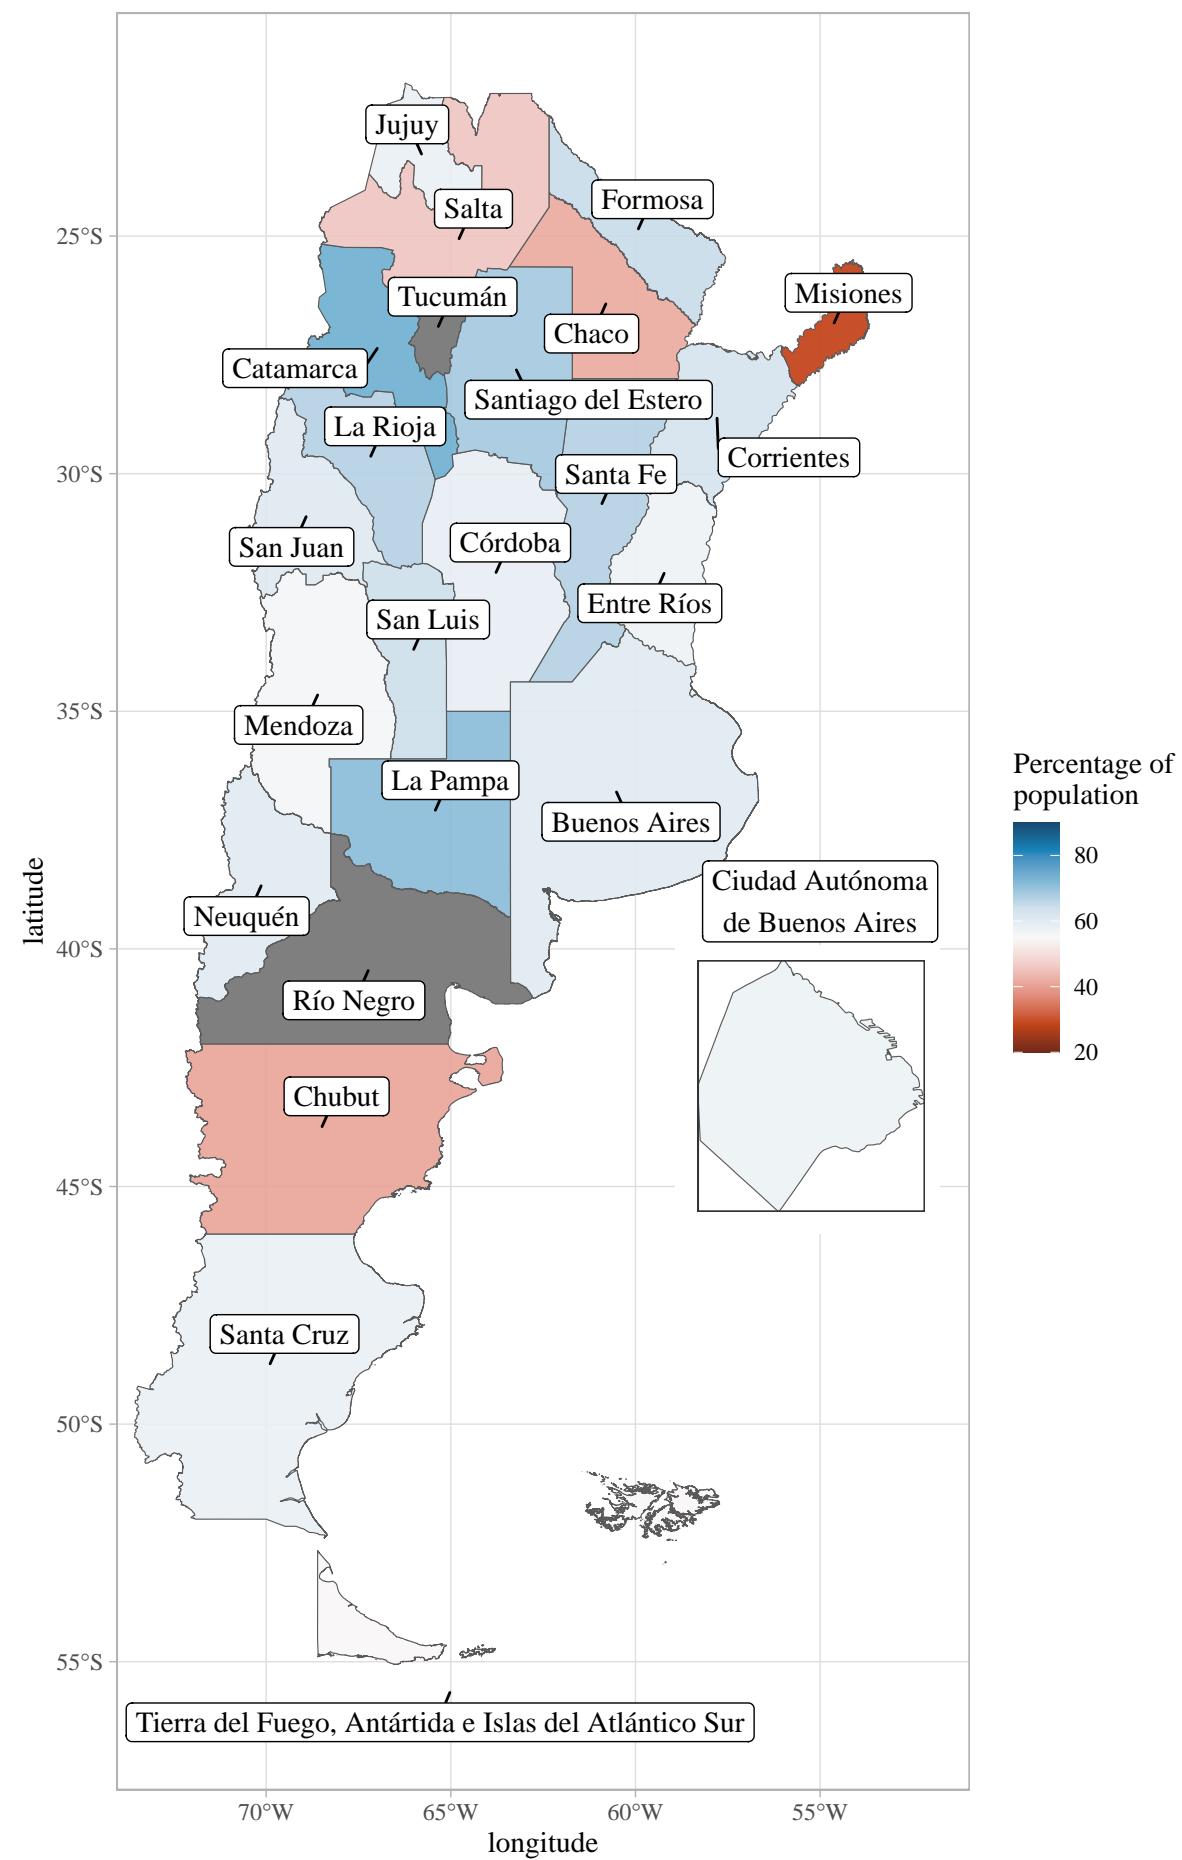 Jujuy
Salta
Formosa
25°S
Misiones
Tucumán
Chaco
Catamarca
Santiago del Estero
La Rioja
Corrientes
30°S
Santa Fe
San Juan
Córdoba
Entre Ríos
San Luis
35°S
Mendoza
La Pampa
Buenos Aires
Percentage of
population
80
60
40
20
Ciudad Autónoma
de Buenos Aires
Neuquén
latitude
40°S
Río Negro
Chubut
45°S
Santa Cruz
50°S
55°S
Tierra del Fuego, Antártida e Islas del Atlántico Sur
70°W
65°W
60°W
55°W
longitude